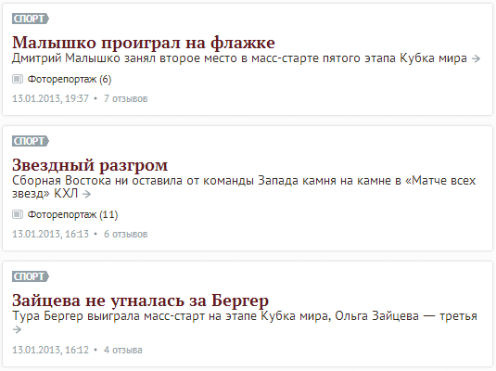 СПОРТ
Малышко проиграл на флажке
Дмитрий Малышко занял второе место в масс-старте пятого этапа Кубка мира →
Фоторепортаж (6)
13.01.2013, 19:37 • 7 отзывов
СПОРТ
Звездный разгром
Сборная Востока ни оставила от команды Запада камня на камне в «Матче всех
звезд» КХЛ →
Фоторепортаж (11)
13.01.2013, 16:13 • 6 отзывов
СПОРТ
Зайцева не угналась за Бергер
Тура Бергер выиграла масс-старт на этапе Кубка мира, Ольга Зайцева — третья
→
13.01.2013, 16:12 • 4 отзыва